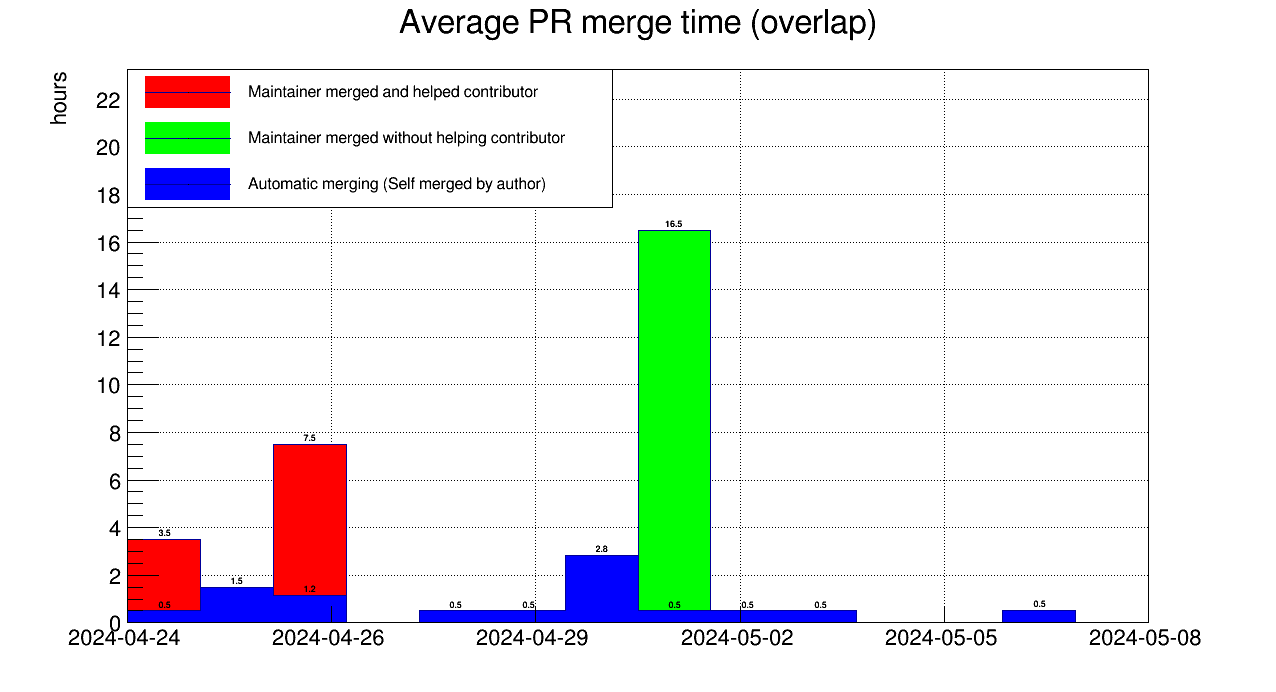 Average PR merge time (overlap)
hours
Maintainer merged and helped contributor
Maintainer merged without helping contributor
Automatic merging (Self merged by author)
22
20
18
16
14
12
10
8
6
4
2
0
16.5
7.5
3.5
2.8
1.5
1.2
0.5 0.5 0.5 0.5 0.5 0.5 0.5
2024-04-24 2024-04-26 2024-04-29 2024-05-02 2024-05-05 2024-05-08